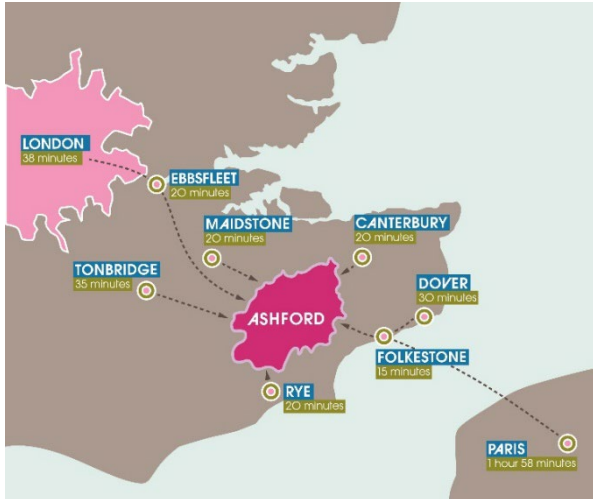 LONDON
38 minutes
EBBSFLEET
20 minutes
MAIDSTONE
20 minutes
CANTERBURY
20 minutes
TONBRIDGE
35 minutes
DOVER
30 minutes
ASHFORD
FOLKESTONE
15 minutes
RYE
20 minutes
PARIS
1 hour 58 minutes